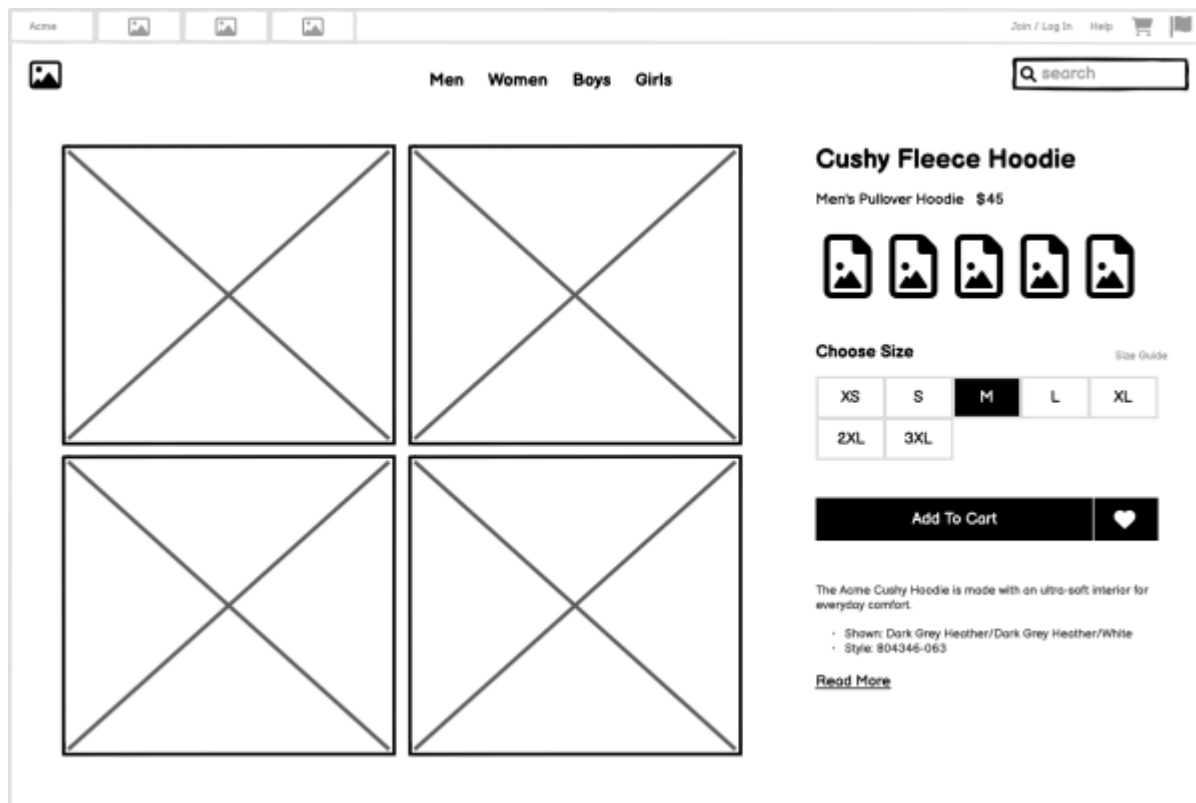 Acme
Join / Log In Help
Men Women Boys Girls
search
Cushy Fleece Hoodie
Men's Pullover Hoodie $45
Choose Size
Size Guide
XS S M L XL
2XL 3XL
Add To Cart
The Acme Cushy Hoodie is made with an ultra-soft interior for
everyday comfort.
· Shown: Dark Grey Heather/Dark Grey Heather/White
· Style: 804346-063
Read More